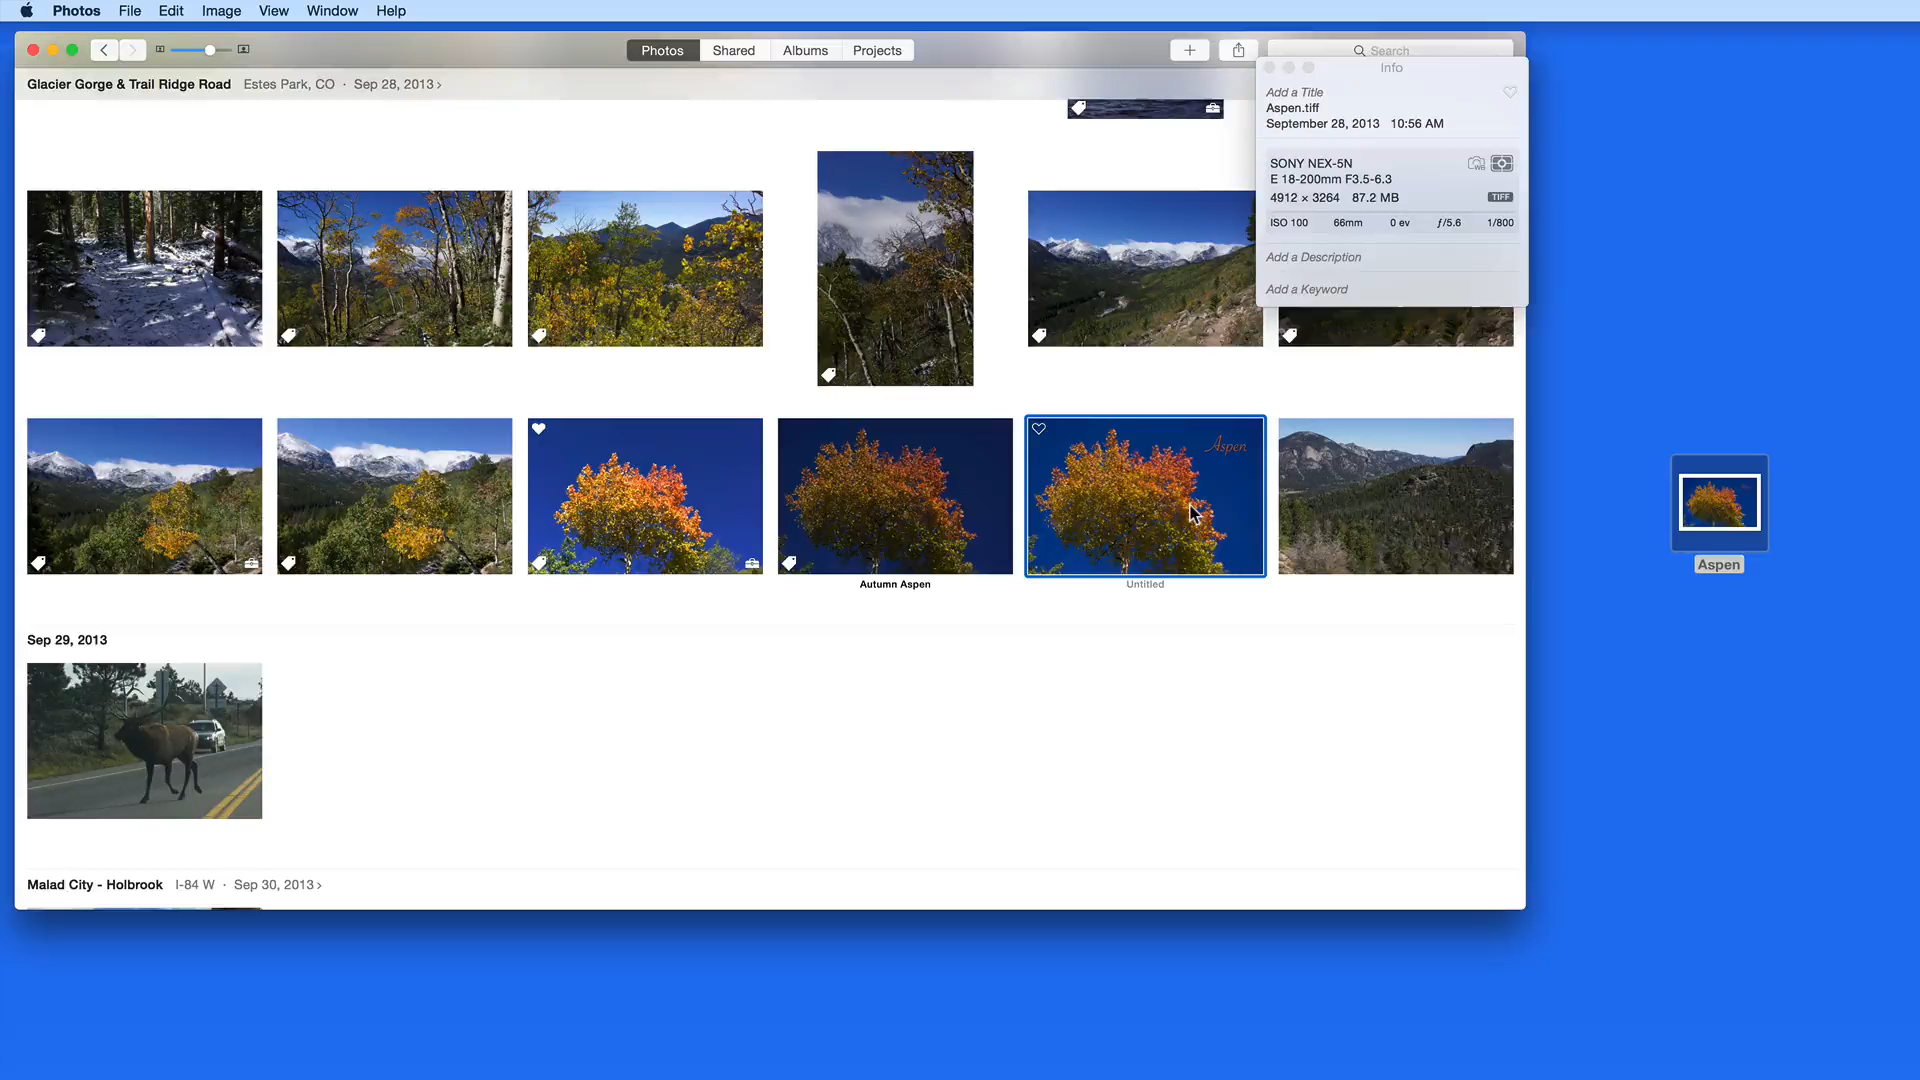 Photos File Edit Image View Window Help
Photos Shared Albums Projects
Search
Glacier Gorge & Trail Ridge Road Estes Park, CO · Sep 28, 2013 ›
Info
Add a Title
Aspen.tiff
September 28, 2013 10:56 AM
SONY NEX-5N
WB
E 18-200mm F3.5-6.3
4912 × 3264 87.2 MB TIFF
ISO 100 66mm 0 ev ƒ/5.6 1/800
Add a Description
Add a Keyword
Aspen
Autumn Aspen
Untitled
Aspen
Sep 29, 2013
Malad City - Holbrook I-84 W · Sep 30, 2013 ›